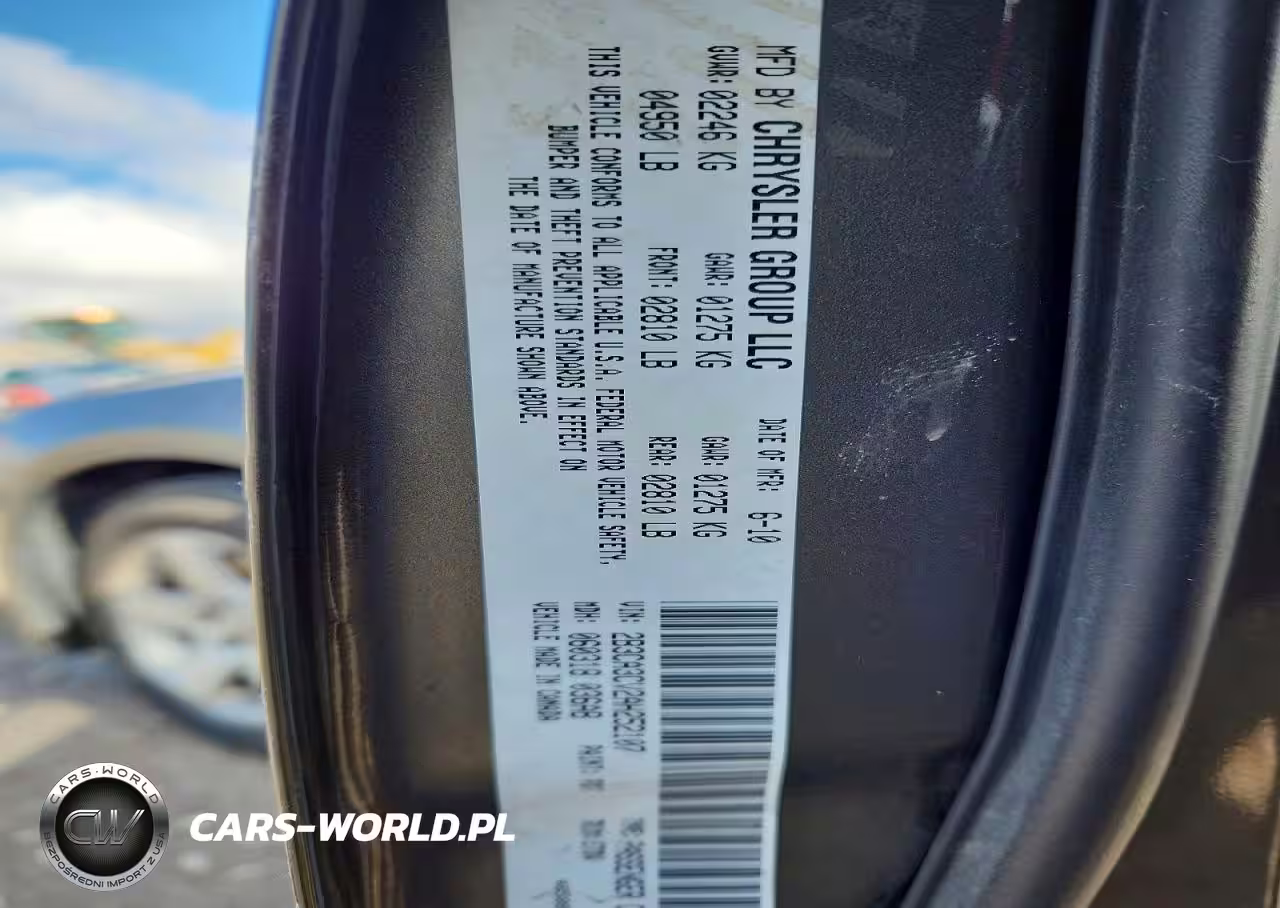 MFD BY CHRYSLER GROUP LLC DATE OF MFR: 6-10
GVWR: 02246 KG GAWR: 01275 KG GAWR: 01275 KG
04950 LB FRONT: 02810 LB REAR: 02810 LB
THIS VEHICLE CONFORMS TO ALL APPLICABLE U.S.A. FEDERAL MOTOR VEHICLE SAFETY,
BUMPER AND THEFT PREVENTION STANDARDS IN EFFECT ON
THE DATE OF MANUFACTURE SHOWN ABOVE.
VIN:
MDH:
VEHICLE MADE IN CANADA
CARS-WORLD
CW
BEZPOŚREDNI IMPORT Z USA
CARS-WORLD.PL